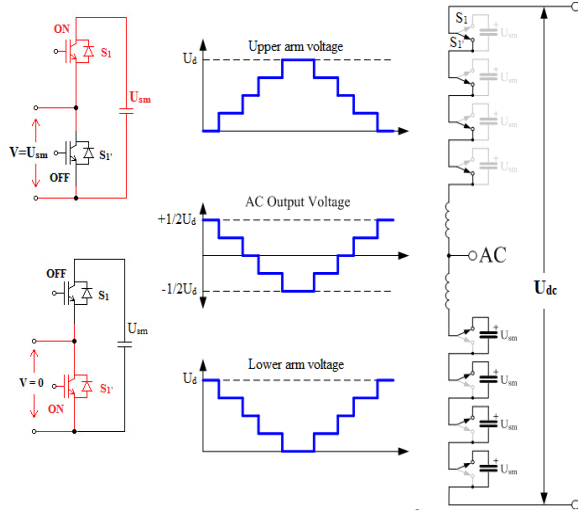 ON
S1
Usm
V=Usm
S1'
OFF
OFF
S1
Usm
V = 0
S1'
ON
Upper arm voltage
Ud
AC Output Voltage
+1/2Ud
-1/2Ud
Lower arm voltage
Ud
S1
S1'
+
Usm
+
Usm
+
Usm
+
Usm
AC
Udc
+
Usm
+
Usm
+
Usm
+
Usm